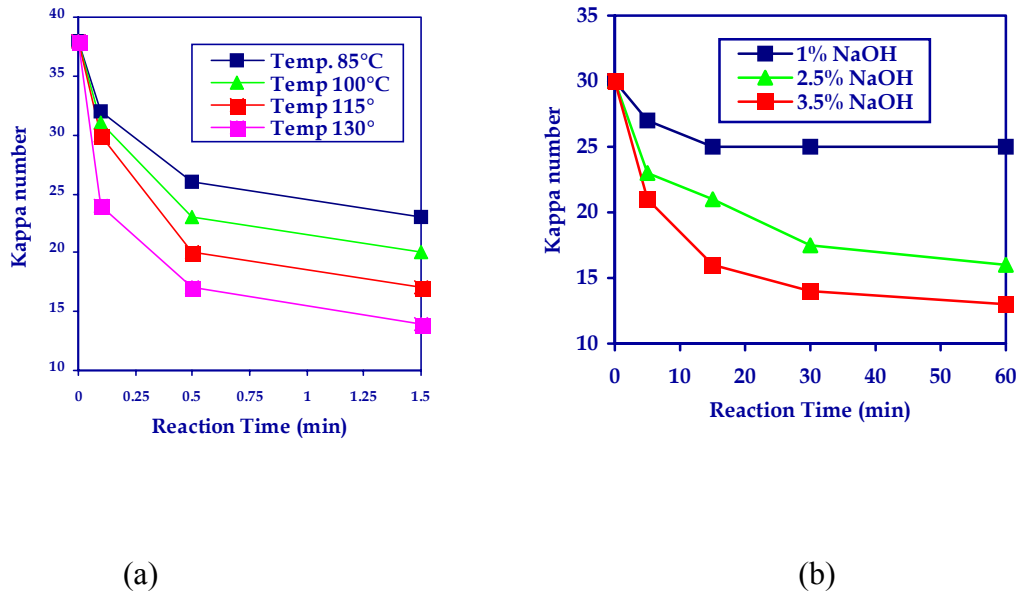 40
30
20
15
10
Kappa number
Temp. 85°C
Temp 100°C
Temp 115°
Temp 130°
0
0.25
0.5
0.75
1
1.25
1.5
Reaction Time (min)
(a)
35
30
25
20
15
10
Kappa number
1% NaOH
2.5% NaOH
3.5% NaOH
0
10
20
30
40
50
60
Reaction Time (min)
(b)